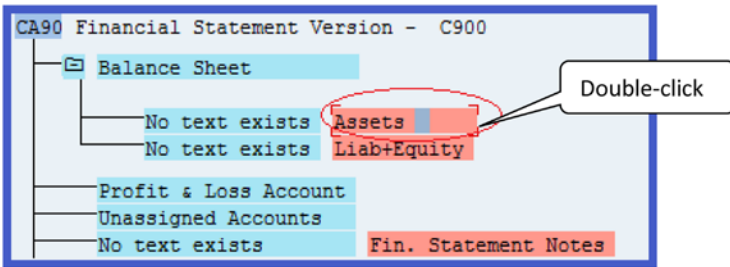 CA90 Financial Statement Version - C900
Balance Sheet
Double-click
No text exists Assets
No text exists Liab+Equity
Profit & Loss Account
Unassigned Accounts
No text exists Fin. Statement Notes